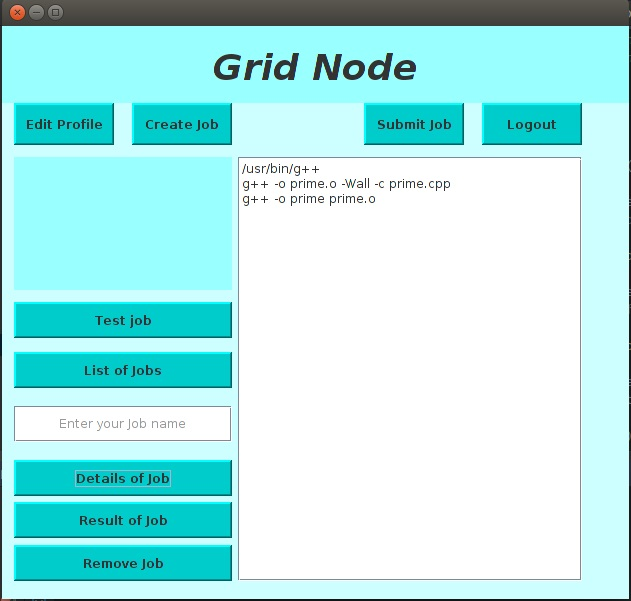 Grid Node
Edit Profile
Create Job
Submit Job
Logout
/usr/bin/g++
g++ -o prime.o -Wall -c prime.cpp
g++ -o prime prime.o
Test job
List of Jobs
Enter your Job name
Details of Job
Result of Job
Remove Job